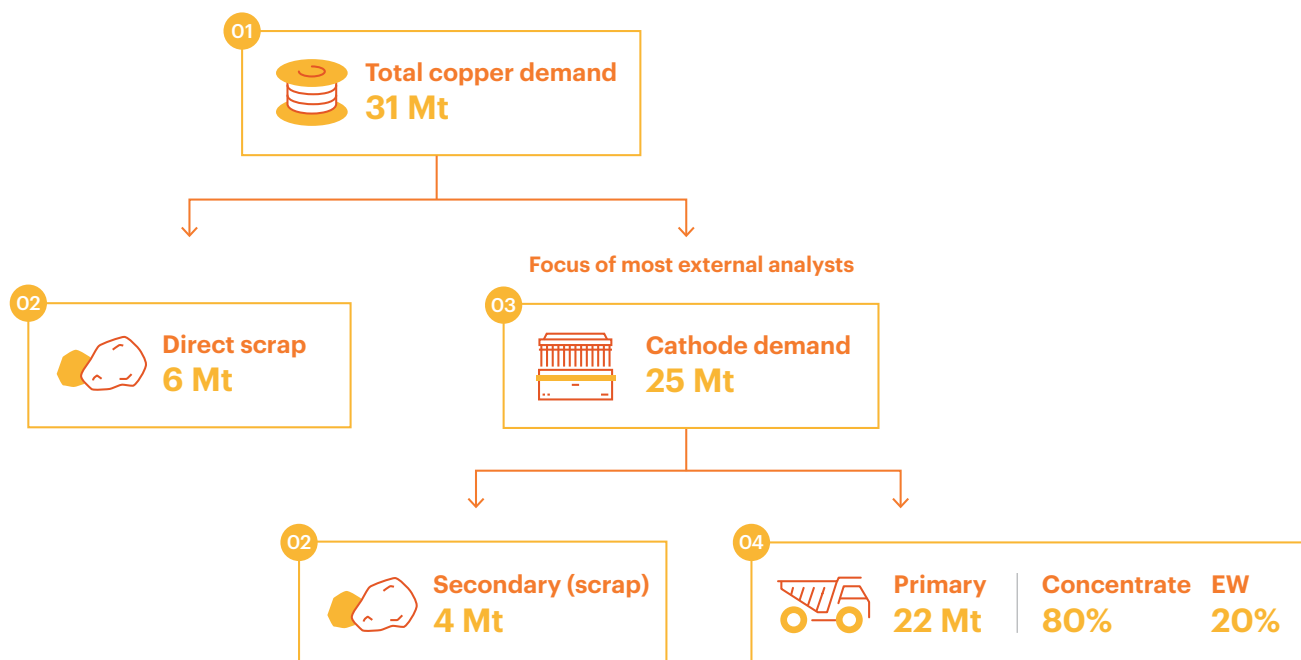 01
Total copper demand
31 Mt
Focus of most external analysts
02
Direct scrap
6 Mt
03
Cathode demand
25 Mt
02
Secondary (scrap)
4 Mt
04
Primary
22 Mt
Concentrate
80%
EW
20%